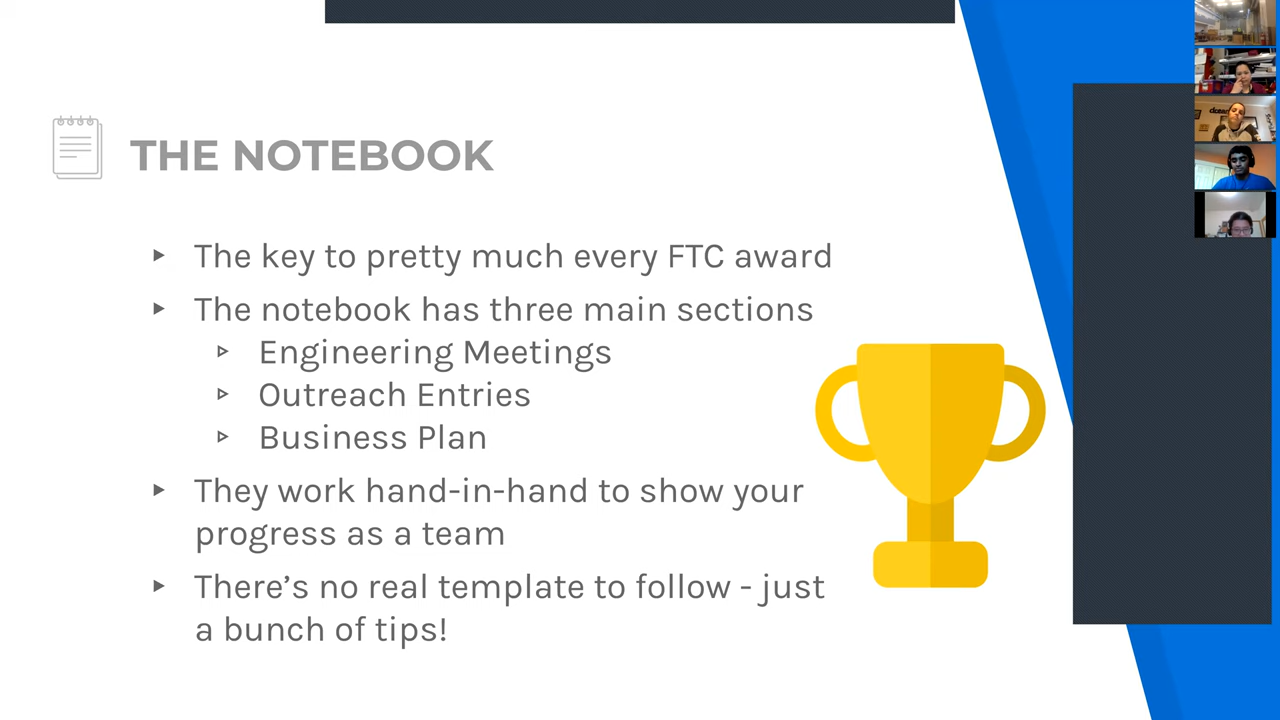 THE NOTEBOOK
The key to pretty much every FTC award
The notebook has three main sections
Engineering Meetings
Outreach Entries
Business Plan
They work hand-in-hand to show your
progress as a team
There's no real template to follow - just
a bunch of tips!